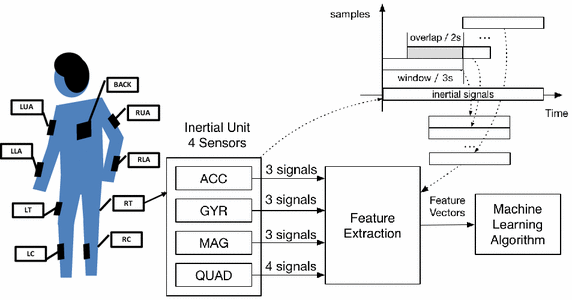 samples
overlap / 2s
...
window / 3s
inertial signals
Time
...
BACK
LUA
RUA
LLA
RLA
LT
RT
LC
RC
Inertial Unit
4 Sensors
ACC
GYR
MAG
QUAD
3 signals
3 signals
3 signals
4 signals
Feature
Extraction
Feature
Vectors
Machine
Learning
Algorithm